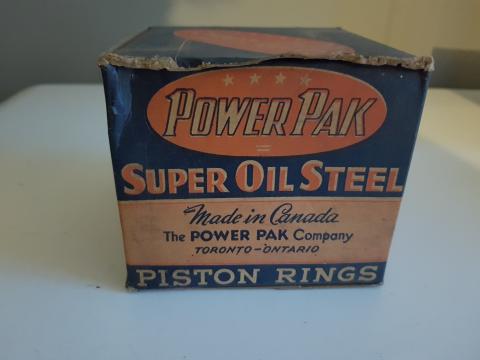 POWER PAK
SUPER OIL STEEL
Made in Canada
The POWER PAK Company
TORONTO-ONTARIO
PISTON RINGS